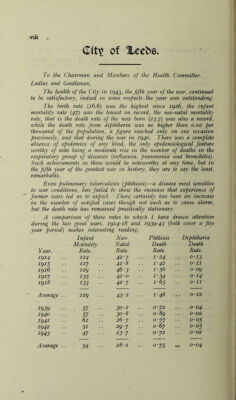 vii
City of Leeds.
To the Chairman and Members of the Health Committee.
Ladies and Gentlemen,
The health of the City in 1943, the fifth year of the war, continued
to be satisfactory, indeed in some respects the year was outstanding.
The birth rate (16.6) was the highest since 1926, the infant
mortality rate (47) was the lowest on record, the neo-natal mortality
rate, that is the death rate of the new born (23.7) was also a record,
while the death rate from diphtheria was no higher than 0.02 per
thousand of the population, a figure reached only on one occasion
previously, and that during the war in 1940. There was a complete
absence of epidemics of any kind, the only epidemiological feature
worthy of note being a moderate rise in the number of deaths in the
respiratory group of diseases (influenza, pneumonia and bronchitis).
Such achievements as these would be noteworthy at any time, but in
the fifth year of the greatest war in history, they are to say the least,
remarkable.
Even pulmonary tuberculosis (phthisis)—a disease most sensitive
to war conditions, has failed to show the increase that experience of
former wars led us to expect. There certainly has been an increase
in the number of notified cases though not such as to cause alarm,
but the death rate has remained practically stationary.
A comparison of these rates to which I have drawn attention
during the two great wars, 1914-18 and 1939-43 (both cover a five
year period) makes interesting reading.
Infant Neo- Phthisis Diphtheria
Mortality Natal Death Death
Year. Rate. Rate. Rate. Rate.
1914 .. 124 .. 42.7 .. 1.24 .. 0.13
1915 .. 127 .. 41.8 .. 1.42 .. 0.11
1916 .. 129 .. 46.3 .. 1.56 .. 0.09
1917 .. 135 .. 42.0 .. 1.54 .. 0.14
1918 .. 133 .. 42.7 .. 1.65 .. 0.11
Average .. 129 .. 43.2 .. 1.48 .. 0.12
1939 .. 57 .. 30.2 .. 0.72 .. 0.04
1940 .. 57 .. 30.8 .. 0.89 .. 0.02
1941 .. 61 .. 26.7 .. 0.77 .. 0.05
1942 .. 51 .. 29.7 .. 0.67 .. 0.05
1943 .. 47 .. 23.7 .. 0.72 .. 0.02
Average .. 54 .. 28.2 .. 0.75 .. 0.04